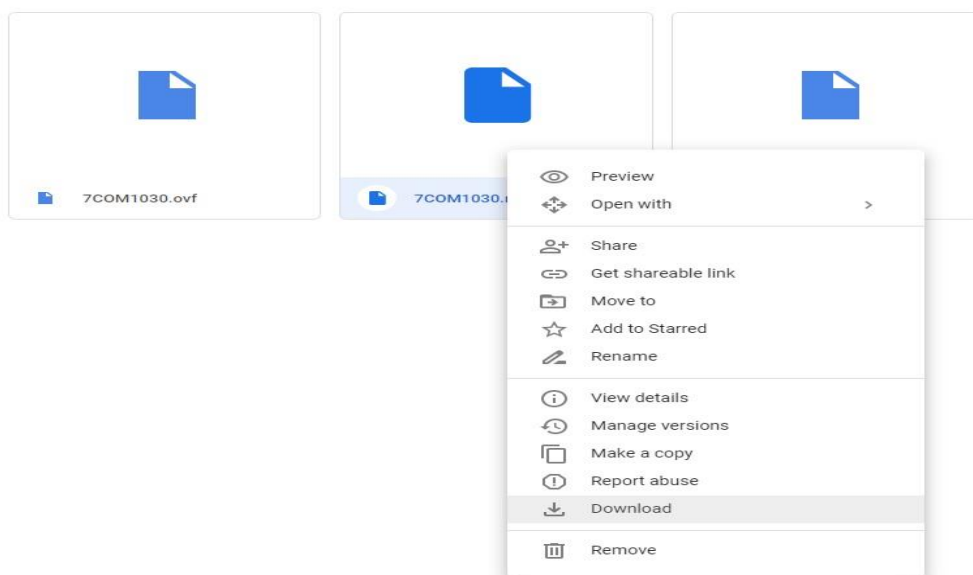 7COM1030.ovf
7COM1030.
Preview
Open with
Share
Get shareable link
Move to
Add to Starred
Rename
View details
Manage versions
Make a copy
Report abuse
Download
Remove